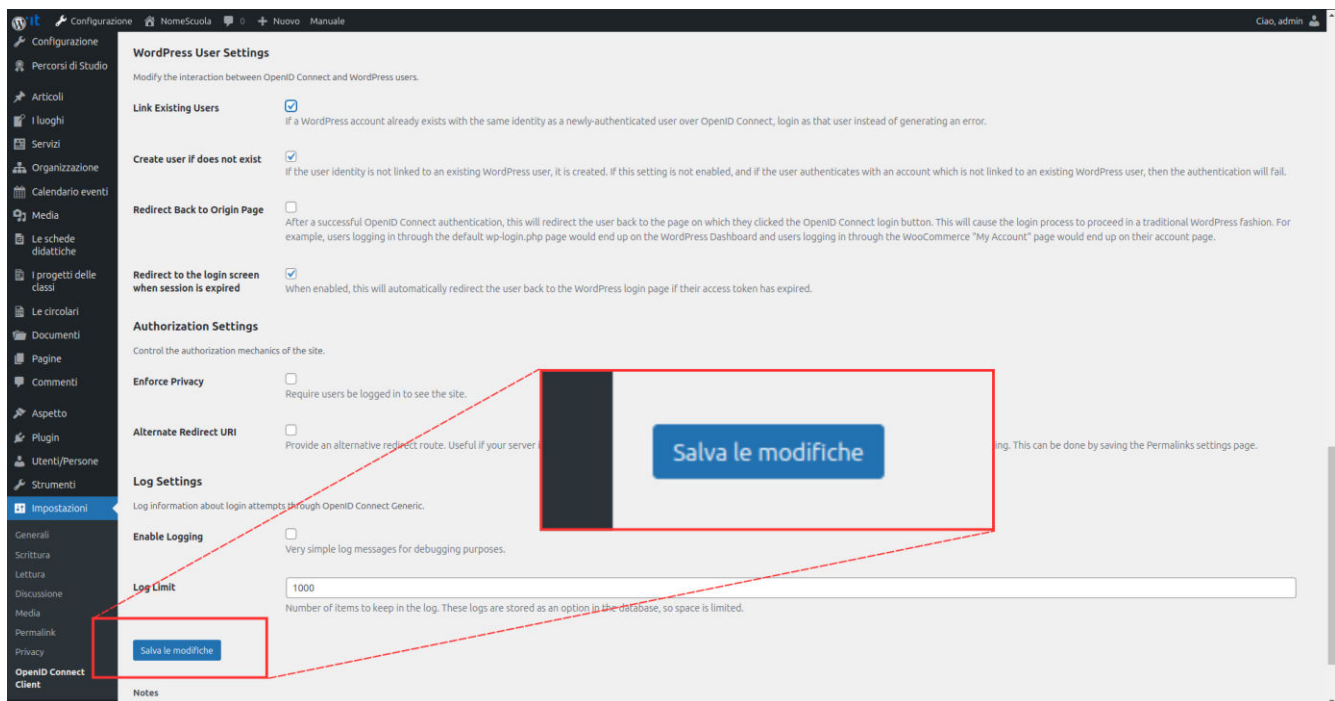 it Configurazione NomeScuola 0 + Nuovo Manuale Ciao, admin
Configurazione
Percorsi di Studio
Articoli
I luoghi
Servizi
Organizzazione
Calendario eventi
Media
Le schede
didattiche
I progetti delle
classi
Le circolari
Documenti
Pagine
Commenti
Aspetto
Plugin
Utenti/Persone
Strumenti
Impostazioni
Generali
Scrittura
Lettura
Discussione
Media
Permalink
Privacy
OpenID Connect
Client
WordPress User Settings
Modify the interaction between OpenID Connect and WordPress users.
Link Existing Users
If a WordPress account already exists with the same identity as a newly-authenticated user over OpenID Connect, login as that user instead of generating an error.
Create user if does not exist
If the user identity is not linked to an existing WordPress user, it is created. If this setting is not enabled, and if the user authenticates with an account which is not linked to an existing WordPress user, then the authentication will fail.
Redirect Back to Origin Page
After a successful OpenID Connect authentication, this will redirect the user back to the page on which they clicked the OpenID Connect login button. This will cause the login process to proceed in a traditional WordPress fashion. For
example, users logging in through the default wp-login.php page would end up on the WordPress Dashboard and users logging in through the WooCommerce "My Account" page would end up on their account page.
Redirect to the login screen
when session is expired
When enabled, this will automatically redirect the user back to the WordPress login page if their access token has expired.
Authorization Settings
Control the authorization mechanics of the site.
Enforce Privacy
Require users be logged in to see the site.
Alternate Redirect URI
Provide an alternative redirect route. Useful if your server ing. This can be done by saving the Permalinks settings page.
Salva le modifiche
Log Settings
Log information about login attempts through OpenID Connect Generic.
Enable Logging
Very simple log messages for debugging purposes.
Log Limit
1000
Number of items to keep in the log. These logs are stored as an option in the database, so space is limited.
Salva le modifiche
Notes